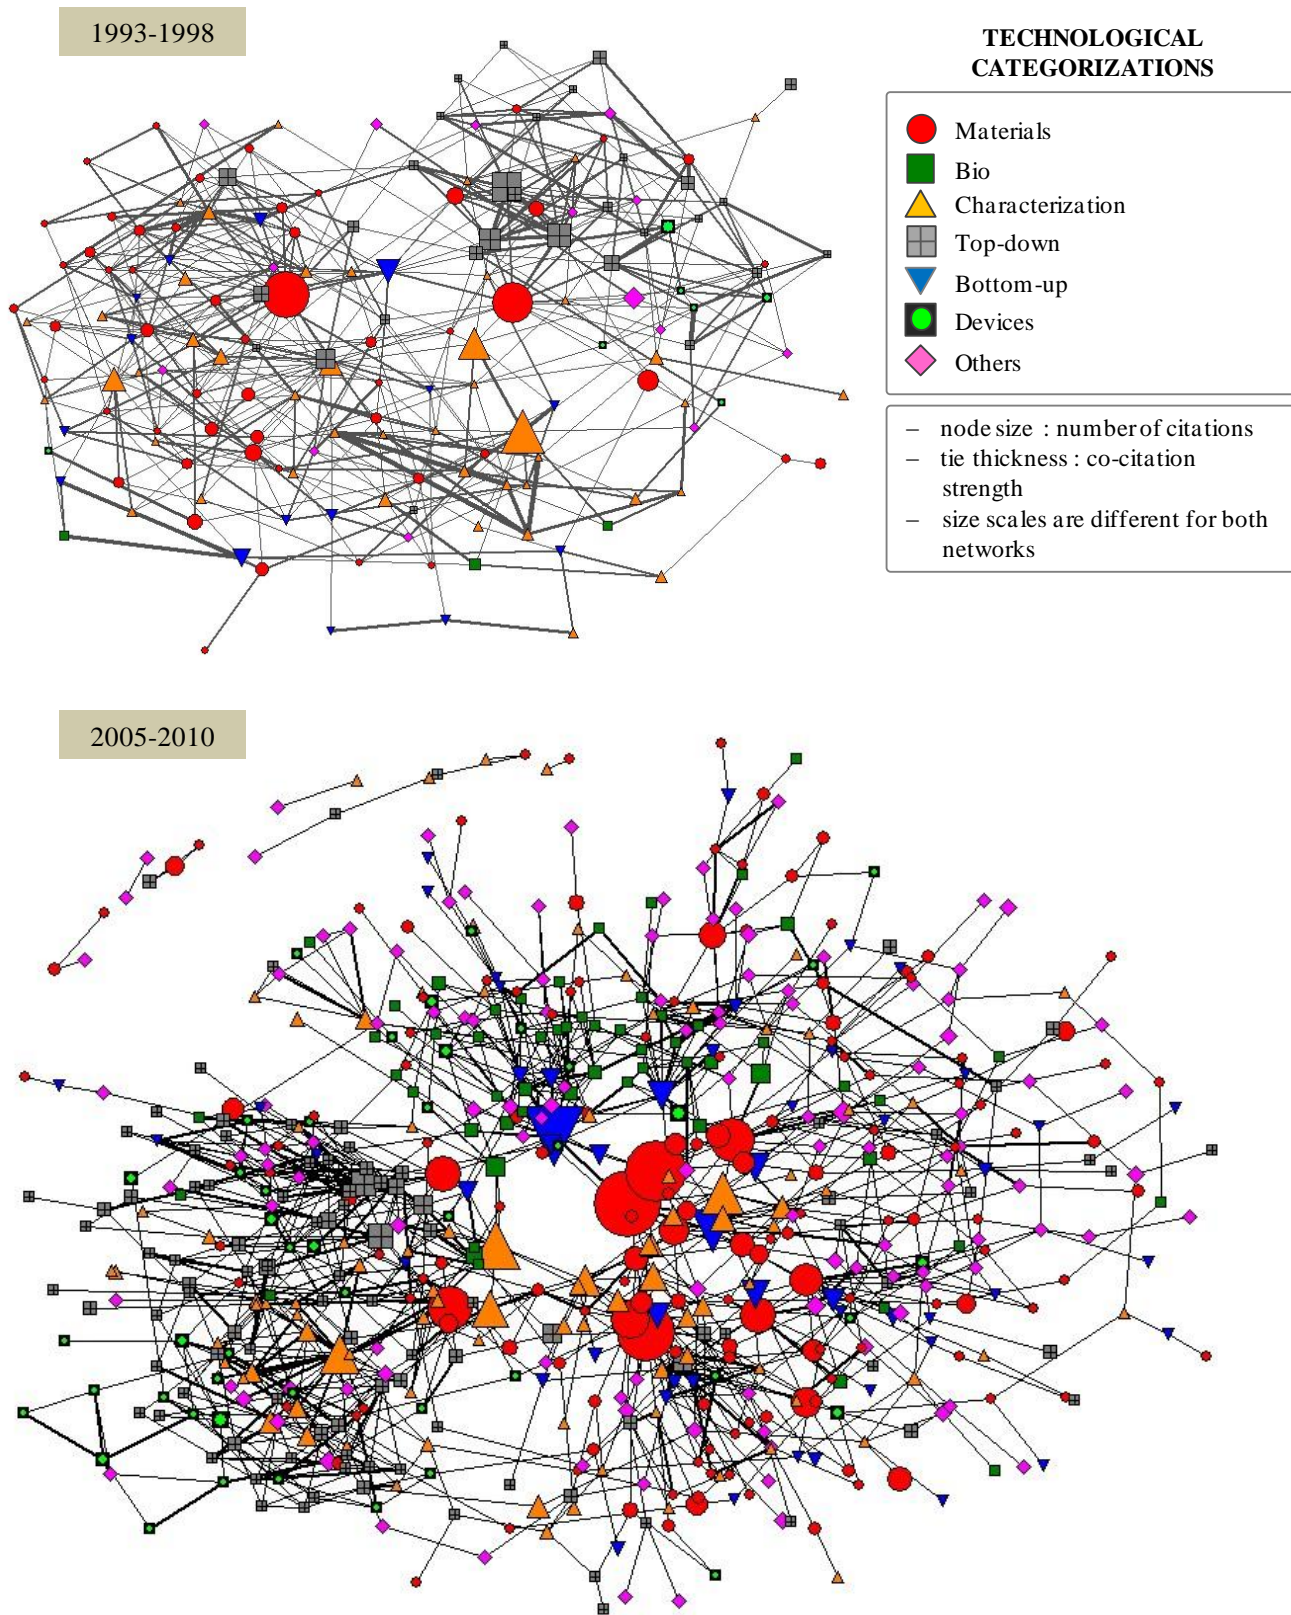 1993-1998
TECHNOLOGICAL
CATEGORIZATIONS
Materials
Bio
Characterization
Top-down
Bottom-up
Devices
Others
– node size : number of citations
– tie thickness : co-citation
strength
– size scales are different for both
networks
2005-2010